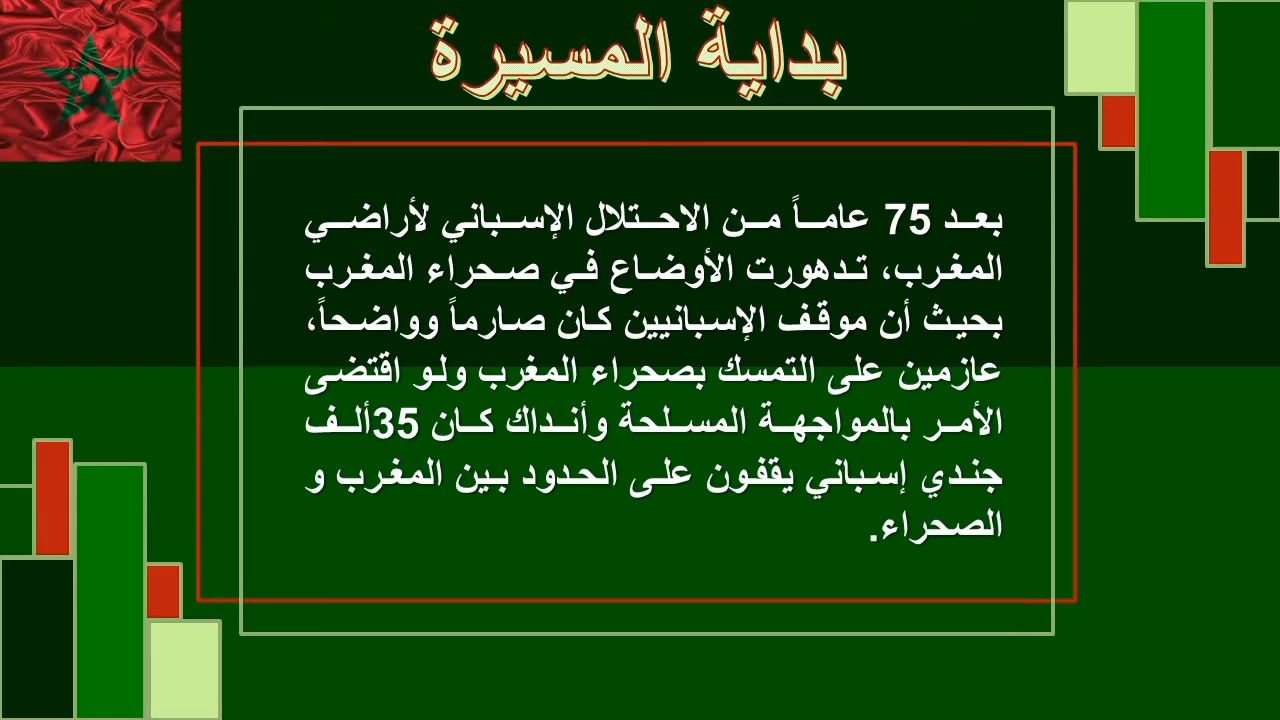 بداية المسيرة
بعد 75 عاماً من الاحتلال الإسباني لأراضي
المغرب، تدهورت الأوضاع في صحراء المغرب
بحيث أن موقف الإسبانيين كان صارماً وواضحاً،
عازمين على التمسك بصحراء المغرب ولو اقتضى
الأمر بالمواجهة المسلحة وأنداك كان 35ألف
جندي إسباني يقفون على الحدود بين المغرب و
الصحراء.